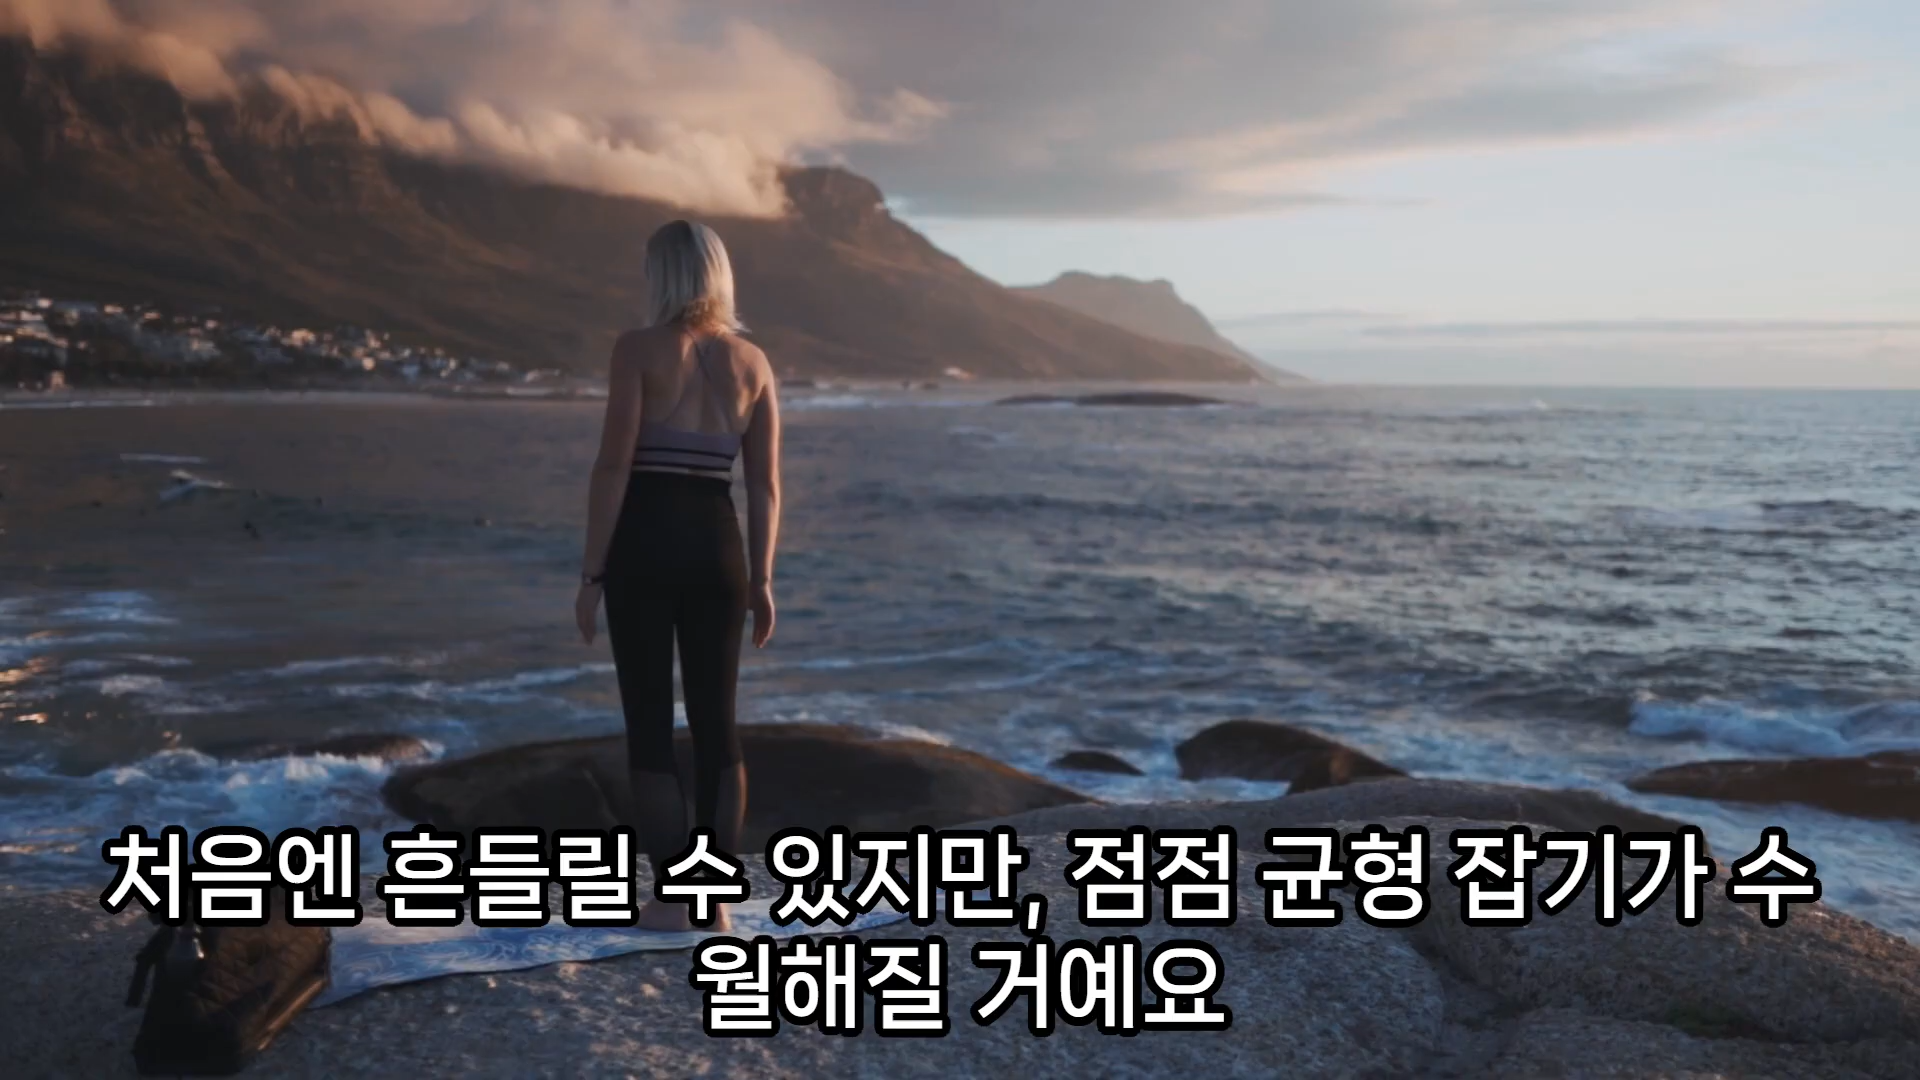 처음엔 흔들릴 수 있지만, 점점 균형 잡기가 수
월해질 거예요